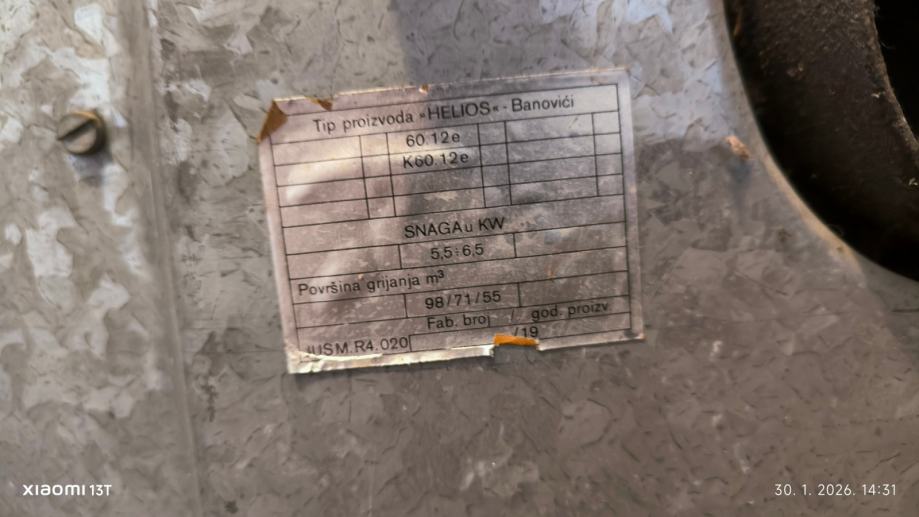 Tip proizvoda »HELIOS« - Banovići
60.12e
K60.12e
SNAGA u KW
5,5÷6,5
Površina grijanja m³
98/71/55
Fab. broj / god. proizv.
JUSM.R4.020 /19
XIAOMI 13T
30. 1. 2026. 14:31